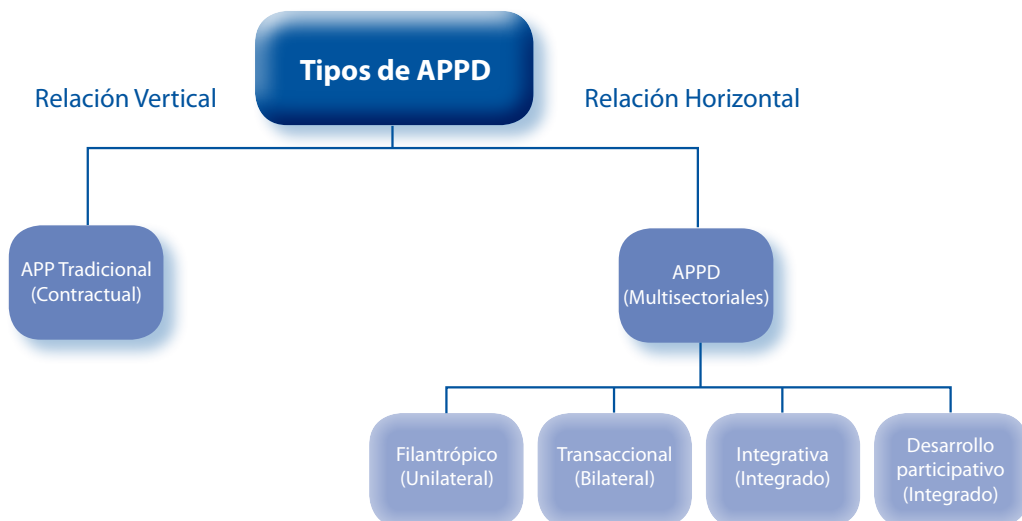 Tipos de APPD
Relación Vertical
Relación Horizontal
APP Tradicional
(Contractual)
APPD
(Multisectoriales)
Filantrópico
(Unilateral)
Transaccional
(Bilateral)
Integrativa
(Integrado)
Desarrollo
participativo
(Integrado)